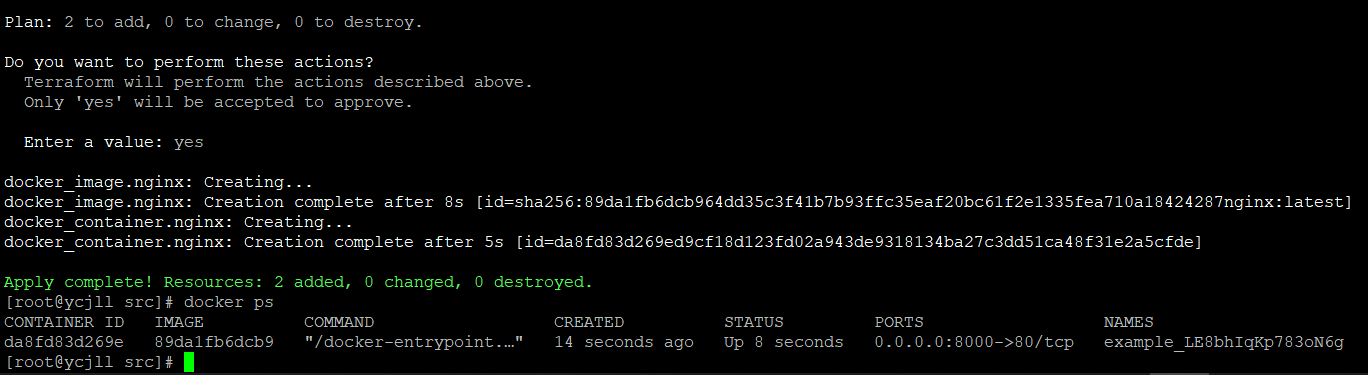 Plan: 2 to add, 0 to change, 0 to destroy.
Do you want to perform these actions?
Terraform will perform the actions described above.
Only 'yes' will be accepted to approve.
Enter a value: yes
docker_image.nginx: Creating...
docker_image.nginx: Creation complete after 8s [id=sha256:89da1fb6dcb964dd35c3f41b7b93ffc35eaf20bc61f2e1335fea710a18424287nginx:latest]
docker_container.nginx: Creating...
docker_container.nginx: Creation complete after 5s [id=da8fd83d269ed9cf18d123fd02a943de9318134ba27c3dd51ca48f31e2a5cfde]
Apply complete! Resources: 2 added, 0 changed, 0 destroyed.
[root@ycjll src]# docker ps
CONTAINER ID   IMAGE          COMMAND                  CREATED          STATUS         PORTS                  NAMES
da8fd83d269e   89da1fb6dcb9   "/docker-entrypoint.…"   14 seconds ago   Up 8 seconds   0.0.0.0:8000->80/tcp   example_LE8bhIqKp783oN6g
[root@ycjll src]#